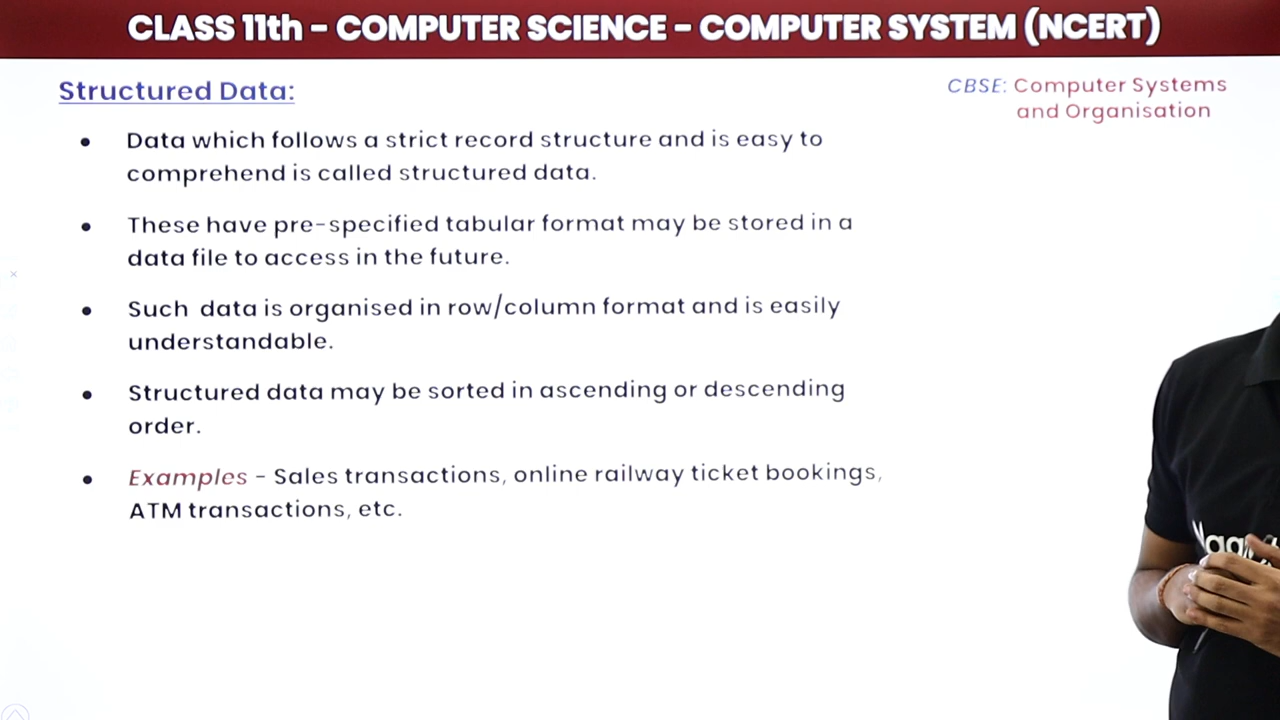 CLASS 11th - COMPUTER SCIENCE - COMPUTER SYSTEM (NCERT)
Structured Data:
CBSE: Computer Systems
and Organisation
• Data which follows a strict record structure and is easy to
comprehend is called structured data.
• These have pre-specified tabular format may be stored in a
data file to access in the future.
• Such data is organised in row/column format and is easily
understandable.
• Structured data may be sorted in ascending or descending
order.
• Examples - Sales transactions, online railway ticket bookings,
ATM transactions, etc.